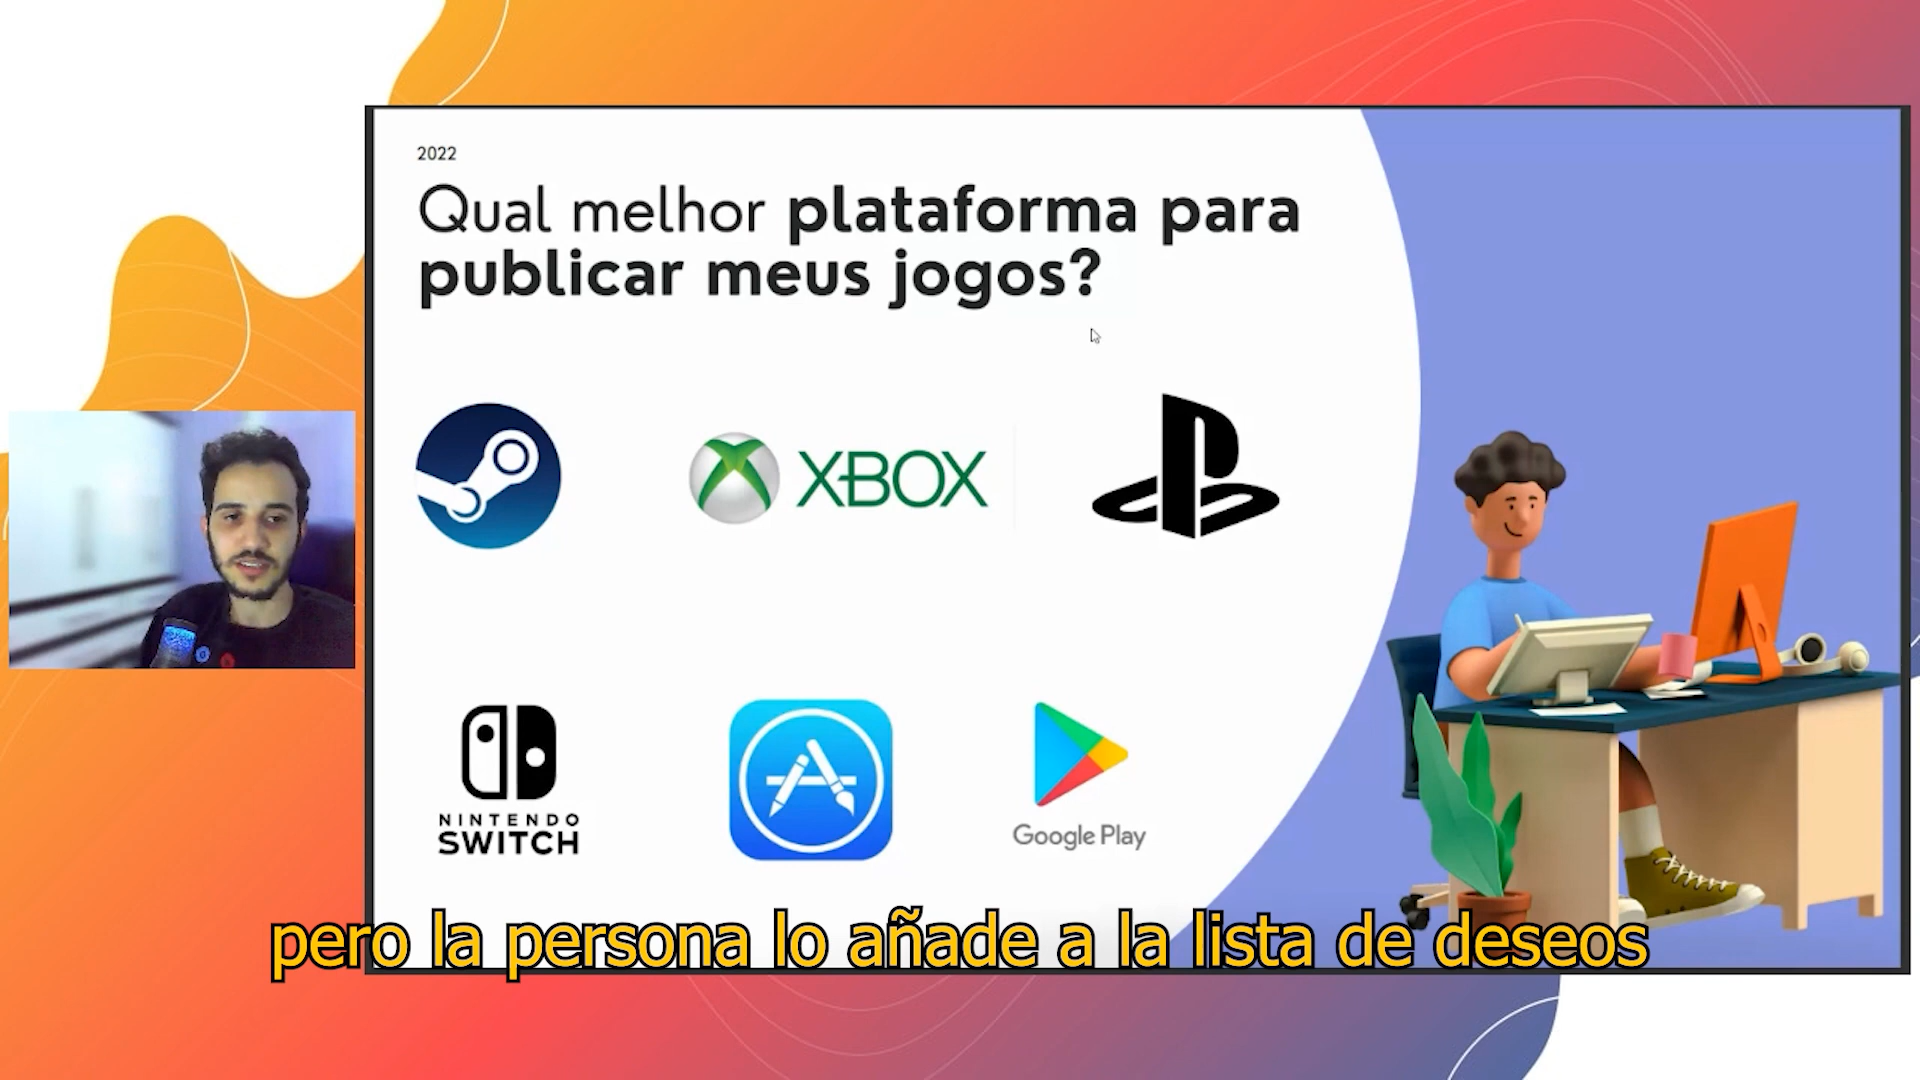 2022
Qual melhor plataforma para
publicar meus jogos?
XBOX
NINTENDO
SWITCH
Google Play
pero la persona lo añade a la lista de deseos